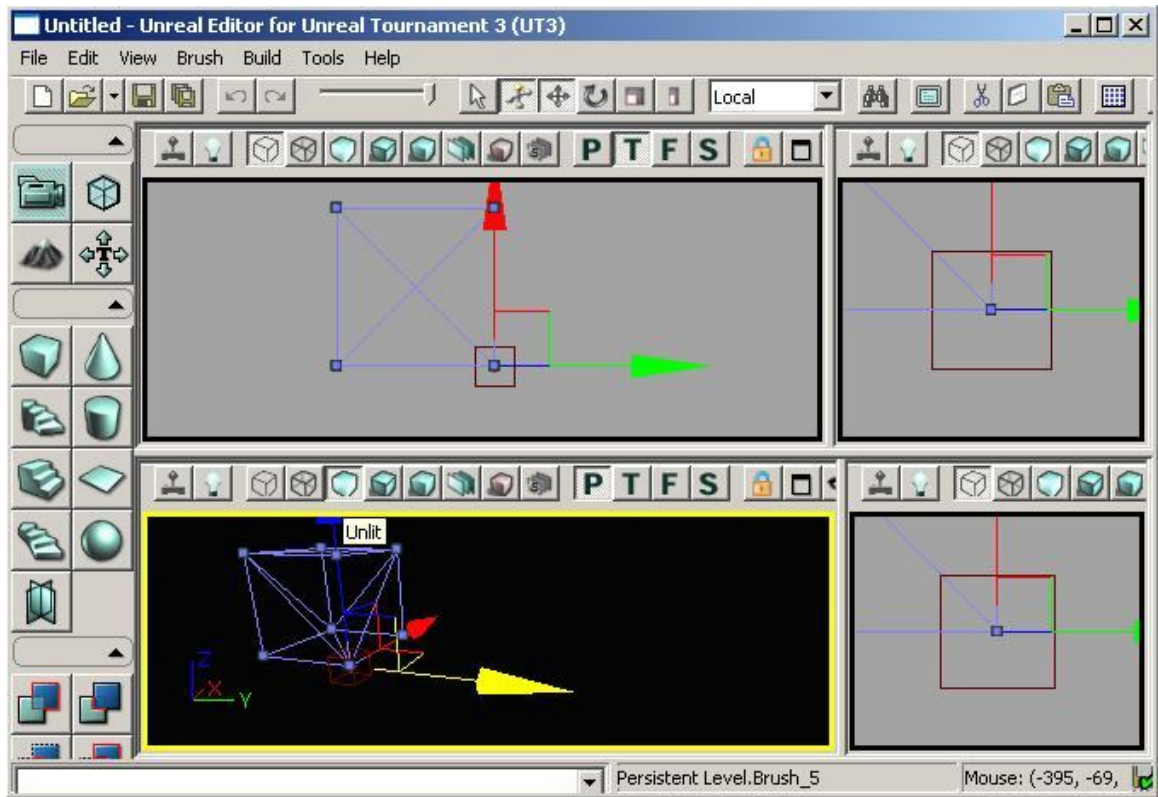 Untitled - Unreal Editor for Unreal Tournament 3 (UT3)
File Edit View Brush Build Tools Help
Local
P T F S
P T F S
Unlit
Z
X
Y
Persistent Level.Brush_5
Mouse: (-395, -69,